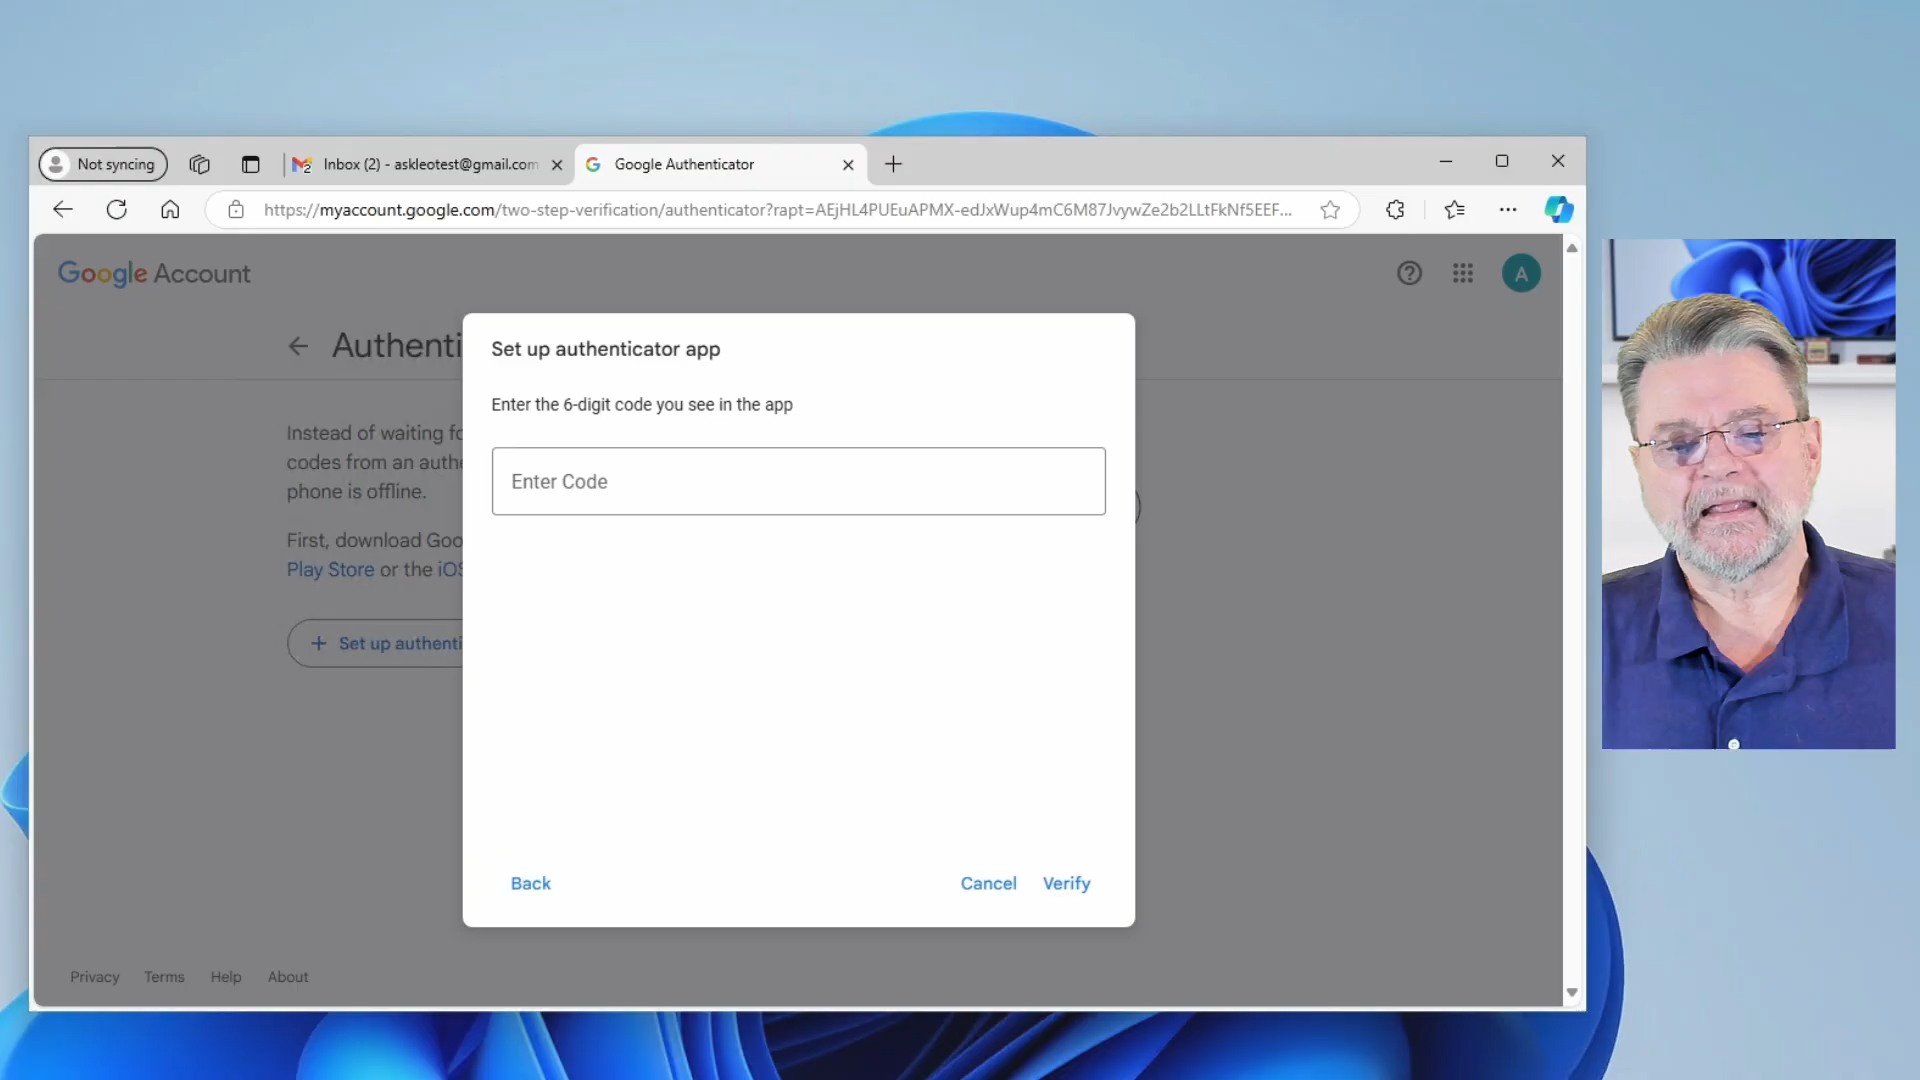 Not syncing
2
Inbox (2) - askleotest@gmail.com
Google Authenticator
https://myaccount.google.com/two-step-verification/authenticator?rapt=AEjHL4PUEuAPMX-edJxWup4mC6M87JvywZe2b2LLtFkNf5EEF...
Google Account
A
Authenti
Set up authenticator app
Enter the 6-digit code you see in the app
Enter Code
Instead of waiting fo
codes from an authe
phone is offline.
First, download Goo
Play Store or the iOS
Set up authenti
Back
Cancel
Verify
Privacy
Terms
Help
About